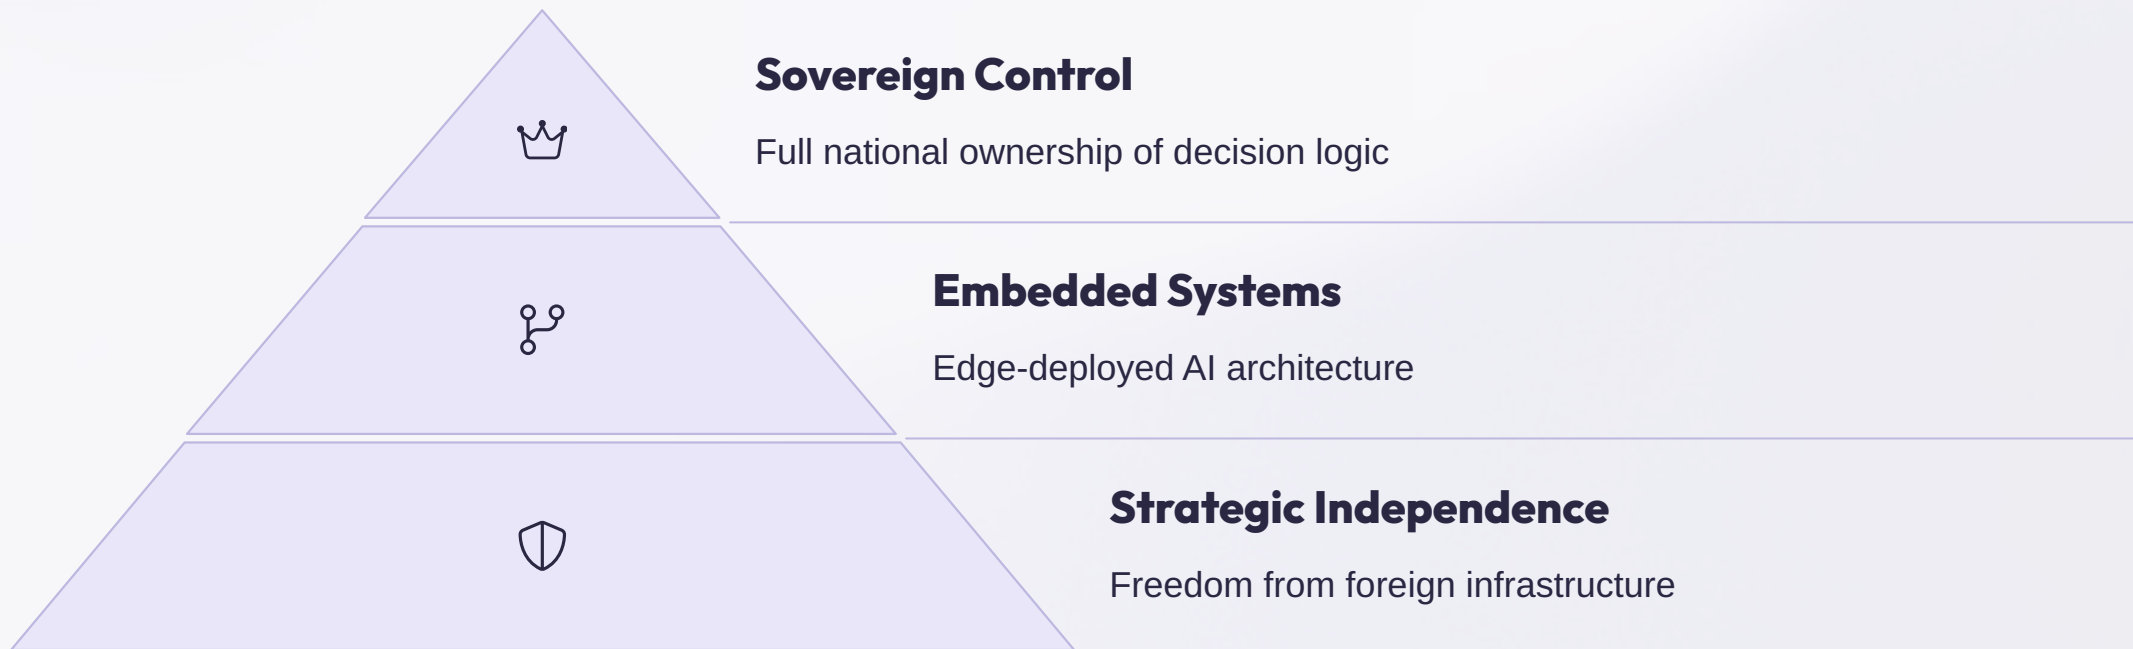 Sovereign Control
Full national ownership of decision logic
Embedded Systems
Edge-deployed AI architecture
Strategic Independence
Freedom from foreign infrastructure